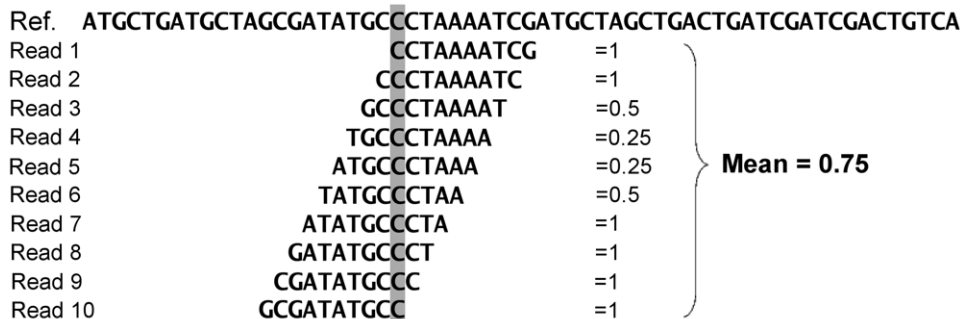 Ref. ATGCTGATGCTAGCGATATGCCCTAAAATCGATGCTAGCTGACTGATCGATCGACTGTCA
Read 1 CCTAAAATCG =1
Read 2 CCCTAAAATC =1
Read 3 GCCCTAAAAT =0.5
Read 4 TGCCCTAAAA =0.25
Read 5 ATGCCCTAAA =0.25
Read 6 TATGCCCTAA =0.5
Read 7 ATATGCCCTA =1
Read 8 GATATGCCCT =1
Read 9 CGATATGCCC =1
Read 10 GCGATATGCC =1
Mean = 0.75